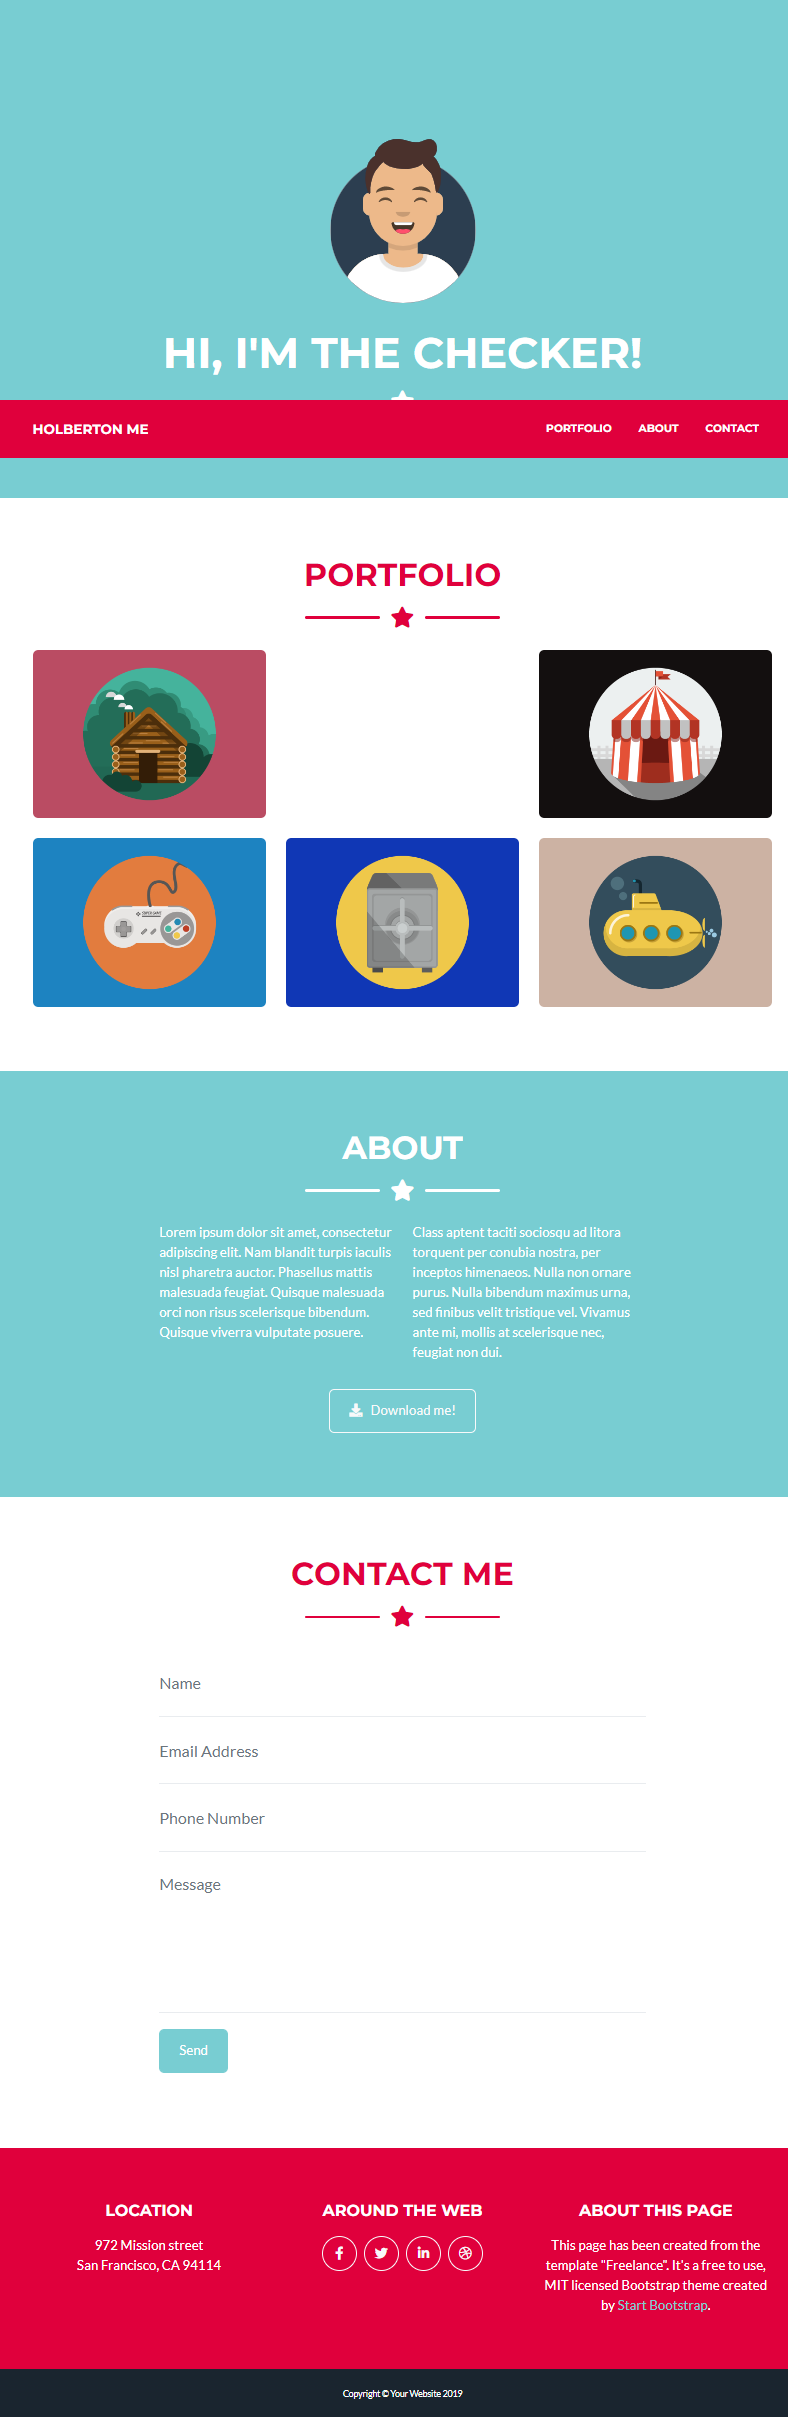 HI, I'M THE CHECKER!
HOLBERTON ME
PORTFOLIO
ABOUT
CONTACT
PORTFOLIO
SUPER GAME
ABOUT
Lorem ipsum dolor sit amet, consectetur
adipiscing elit. Nam blandit turpis iaculis
nisl pharetra auctor. Phasellus mattis
malesuada feugiat. Quisque malesuada
orci non risus scelerisque bibendum.
Quisque viverra vulputate posuere.
Class aptent taciti sociosqu ad litora
torquent per conubia nostra, per
inceptos himenaeos. Nulla non ornare
purus. Nulla bibendum maximus urna,
sed finibus velit tristique vel. Vivamus
ante mi, mollis at scelerisque nec,
feugiat non dui.
Download me!
CONTACT ME
Name
Email Address
Phone Number
Message
Send
LOCATION
972 Mission street
San Francisco, CA 94114
AROUND THE WEB
ABOUT THIS PAGE
This page has been created from the
template "Freelance". It's a free to use,
MIT licensed Bootstrap theme created
by Start Bootstrap.
Copyright © Your Website 2019